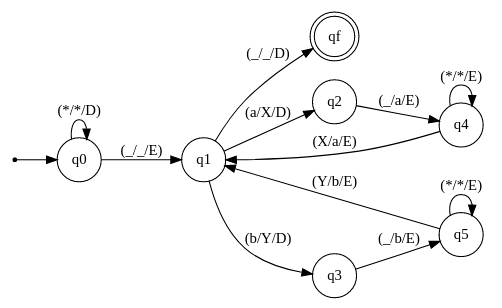 (_/_/D)
qf
(*/*/D)
(a/X/D)
q2
(_/a/E)
(*/*/E)
q4
q0
(_/_/E)
q1
(X/a/E)
(Y/b/E)
(*/*/E)
q5
(b/Y/D)
(_/b/E)
q3